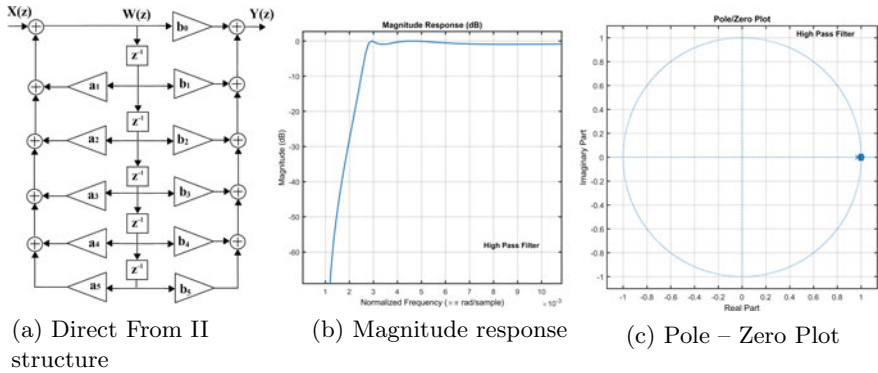 X(z) W(z) Y(z)
b₀
z⁻¹
a₁ b₁
z⁻¹
a₂ b₂
z⁻¹
a₃ b₃
z⁻¹
a₄ b₄
z⁻¹
a₅ b₅
(a) Direct From II
structure
Magnitude Response (dB)
Magnitude (dB)
0
-10
-20
-30
-40
-50
-60
High Pass Filter
1 2 3 4 5 6 7 8 9 10
Normalized Frequency (×π rad/sample)
×10⁻³
(b) Magnitude response
Pole/Zero Plot
High Pass Filter
Imaginary Part
1
0.8
0.6
0.4
0.2
0
-0.2
-0.4
-0.6
-0.8
-1
-1 -0.8 -0.6 -0.4 -0.2 0 0.2 0.4 0.6 0.8 1
Real Part
(c) Pole – Zero Plot